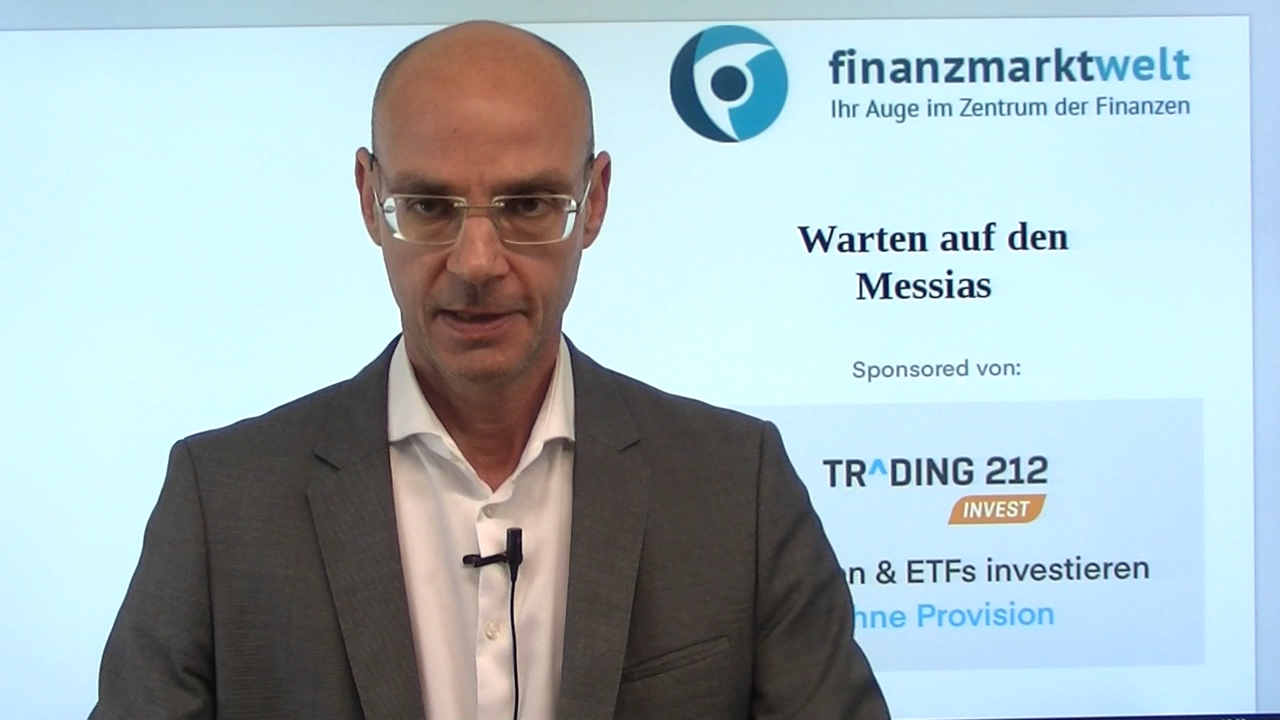 finanzmarktwelt
Ihr Auge im Zentrum der Finanzen
Warten auf den
Messias
Sponsored von:
TR^DING 212
INVEST
n & ETFs investieren
nne Provision